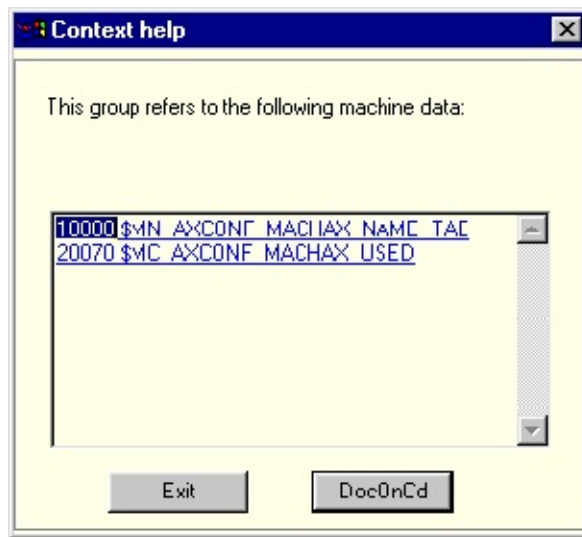 Context help
This group refers to the following machine data:
10000 $MN_AXCONF_MACHAX_NAME_TAB
20070 $MC_AXCONF_MACHAX_USED
Exit
DocOnCd